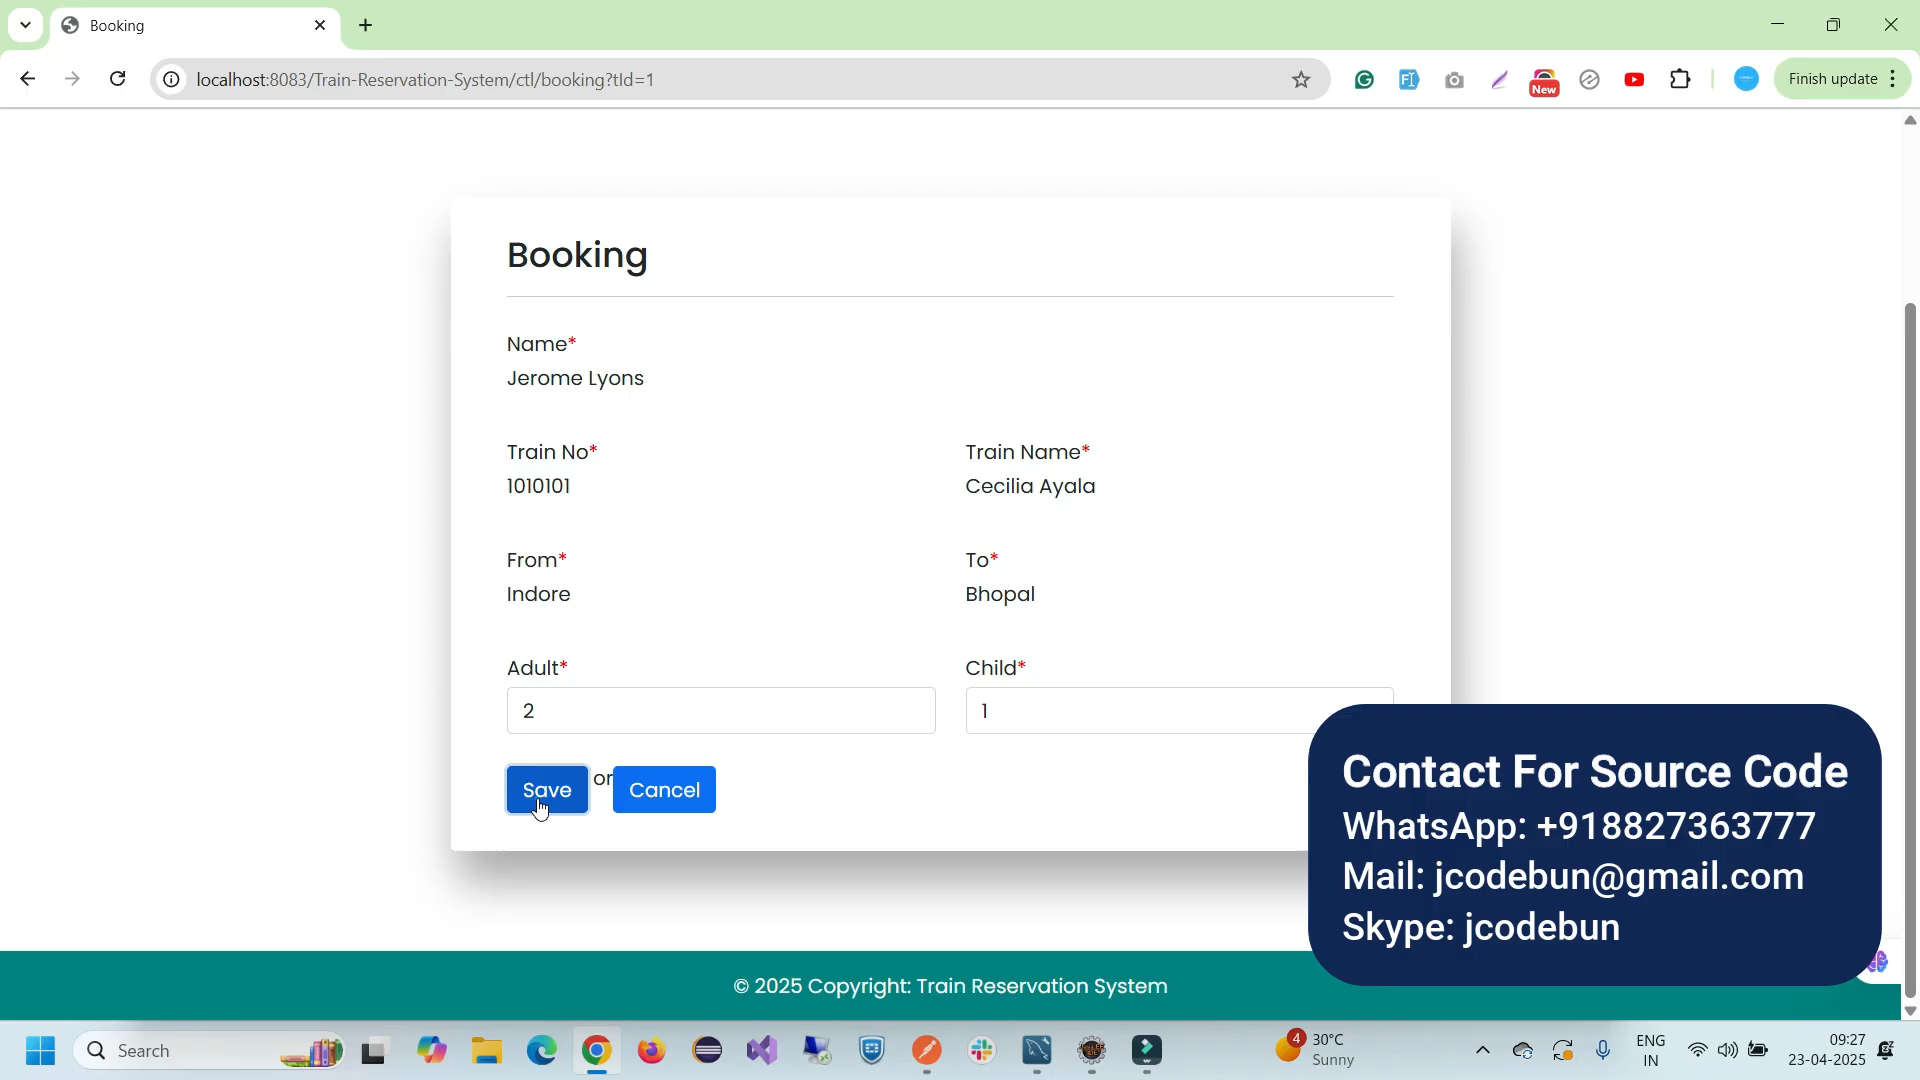 Booking
localhost:8083/Train-Reservation-System/ctl/booking?tId=1
New
Finish update
Booking
Name*
Jerome Lyons
Train No*
Train Name*
1010101
Cecilia Ayala
From*
To*
Indore
Bhopal
Adult*
Child*
2
1
Save or Cancel
Contact For Source Code
WhatsApp: +918827363777
Mail: jcodebun@gmail.com
Skype: jcodebun
© 2025 Copyright: Train Reservation System
Search
4
30°C
Sunny
ENG
IN
09:27
23-04-2025